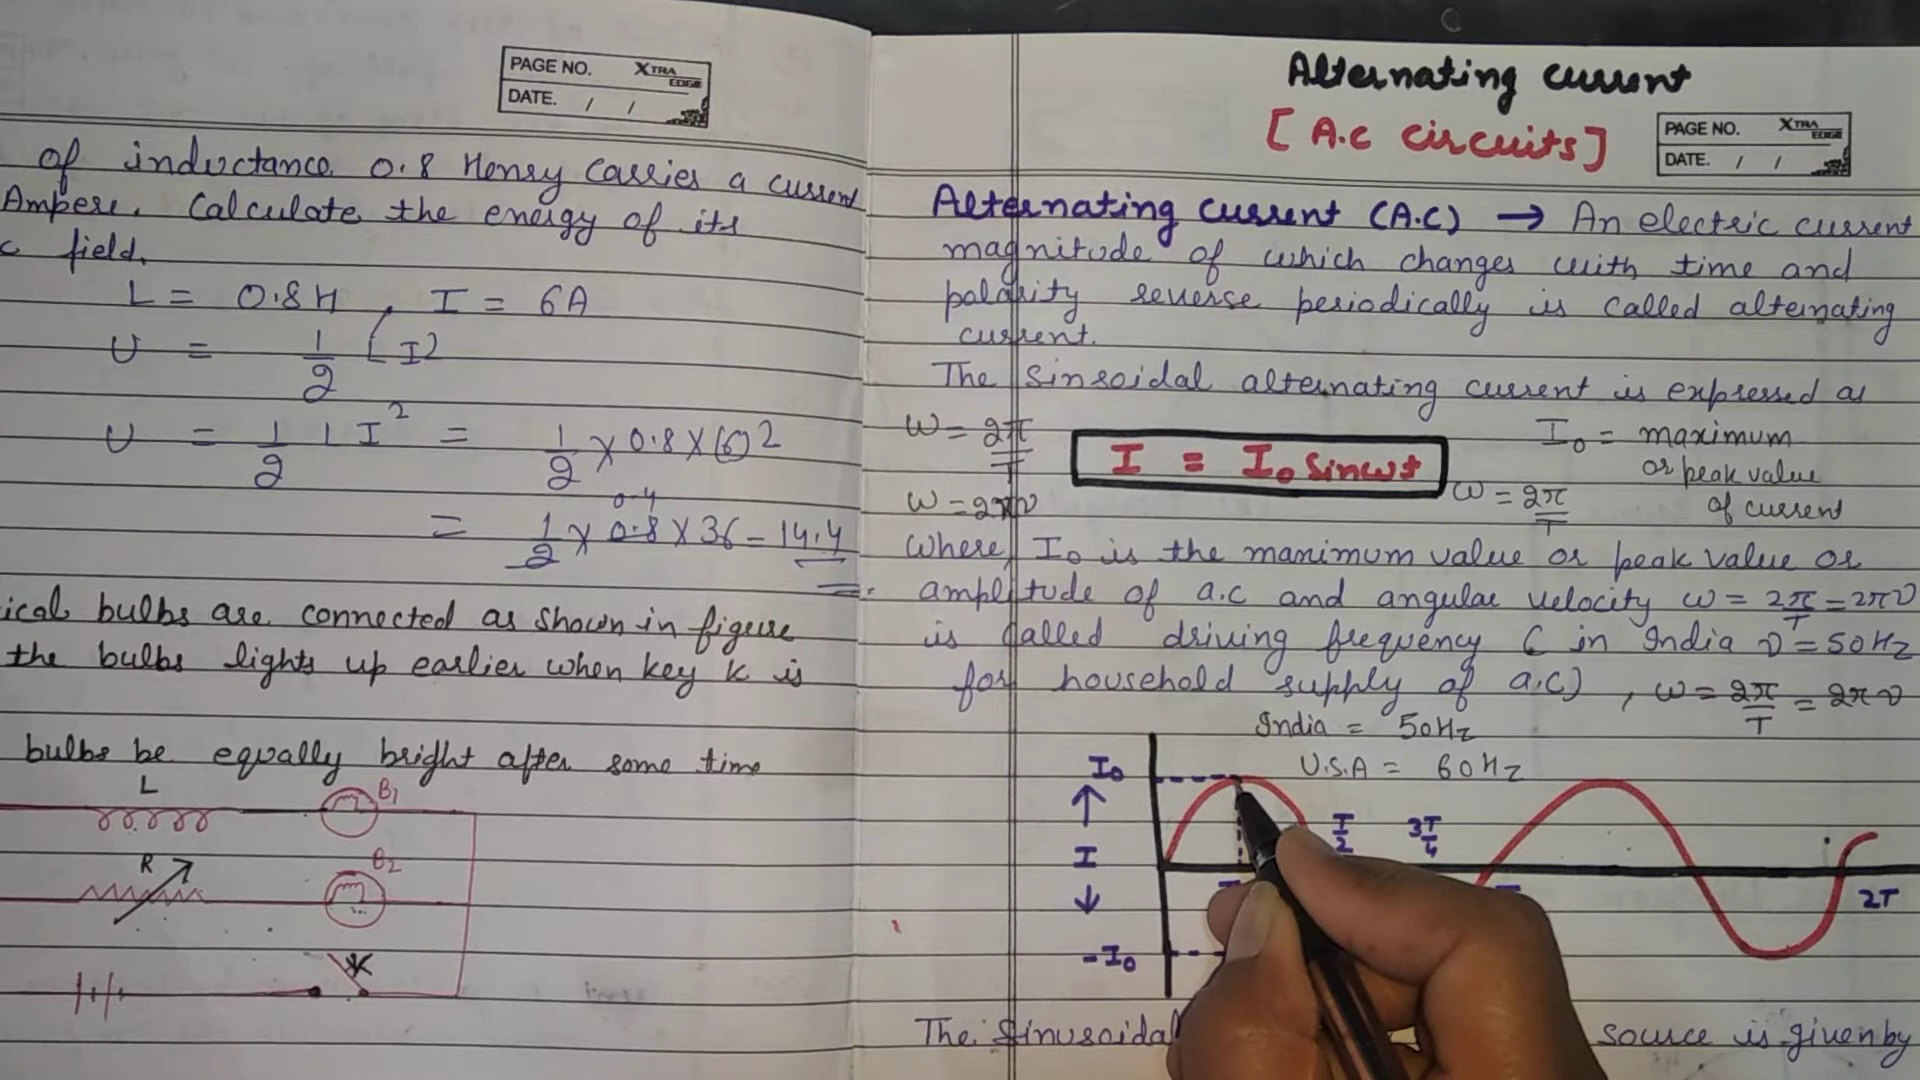 PAGE NO. XTRA EDGE
DATE. / /
of inductance 0.8 Henry Carries a current
Ampere. Calculate the energy of its
c field.
L = 0.8H , I = 6A
U = 1/2 (I)
U = 1/2 L I² = 1/2 × 0.8 × (6)2
0.4
= 1/2 × 0.8 × 36 = 14.4
ical bulbs are connected as shown in figure
the bulbs lights up earlier when key K is
bulbs be equally bright after some time
L
B1
R
B2
K
Alternating current
[A.c circuits]
PAGE NO. XTRA EDGE
DATE. / /
Alternating current (A.C) → An electric current
magnitude of which changes with time and
polarity reverse periodically is called alternating
current.
The Sinsoidal alternating current is expressed as
ω = 2π/T
I = I₀ sinωt
I₀ = maximum
or peak value
of current
ω = 2πν
ω = 2π/T
Where, I₀ is the maximum value or peak value or
amplitude of a.c and angular velocity ω = 2π/T = 2πν
is called driving frequency ( in India ν = 50Hz
for household supply of a.c) , ω = 2π/T = 2πν
India = 50Hz
U.S.A = 60Hz
I₀
↑
I
↓
-I₀
T/2
3T/4
2T
The Sinusoidal
source is given by